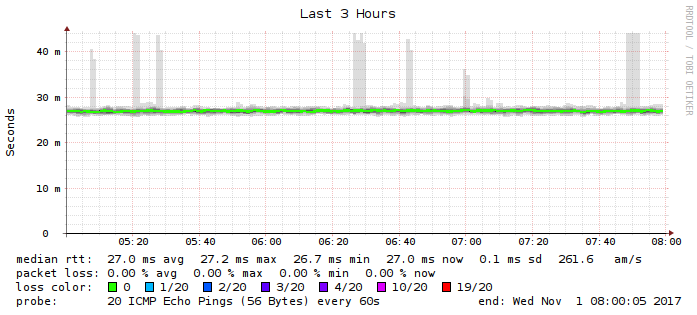 Last 3 Hours
RRDTOOL / TOBI OETIKER
Seconds
40 m
30 m
20 m
10 m
0
05:20 05:40 06:00 06:20 06:40 07:00 07:20 07:40 08:00
median rtt: 27.0 ms avg 27.2 ms max 26.7 ms min 27.0 ms now 0.1 ms sd 261.6 am/s
packet loss: 0.00 % avg 0.00 % max 0.00 % min 0.00 % now
loss color: 0 1/20 2/20 3/20 4/20 10/20 19/20
probe: 20 ICMP Echo Pings (56 Bytes) every 60s end: Wed Nov 1 08:00:05 2017